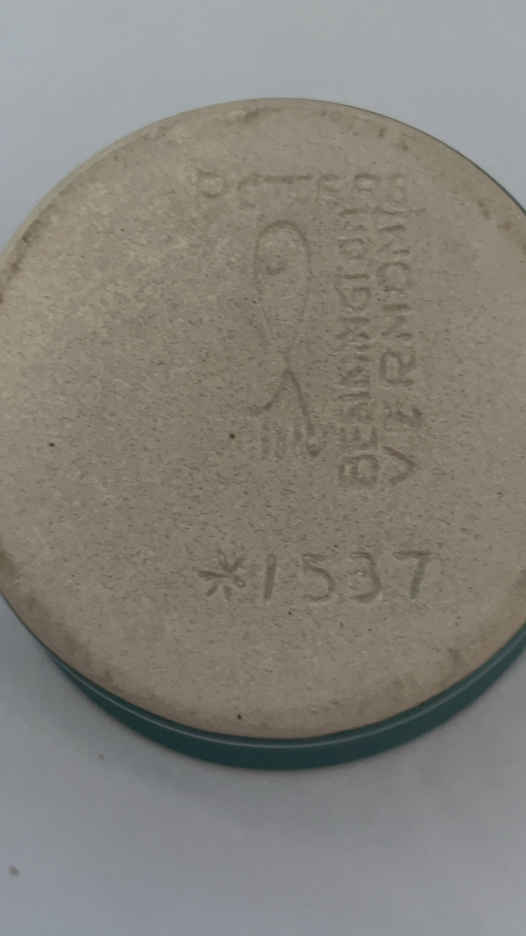 POTTERS
BENNINGTON
VERMONT
*1537